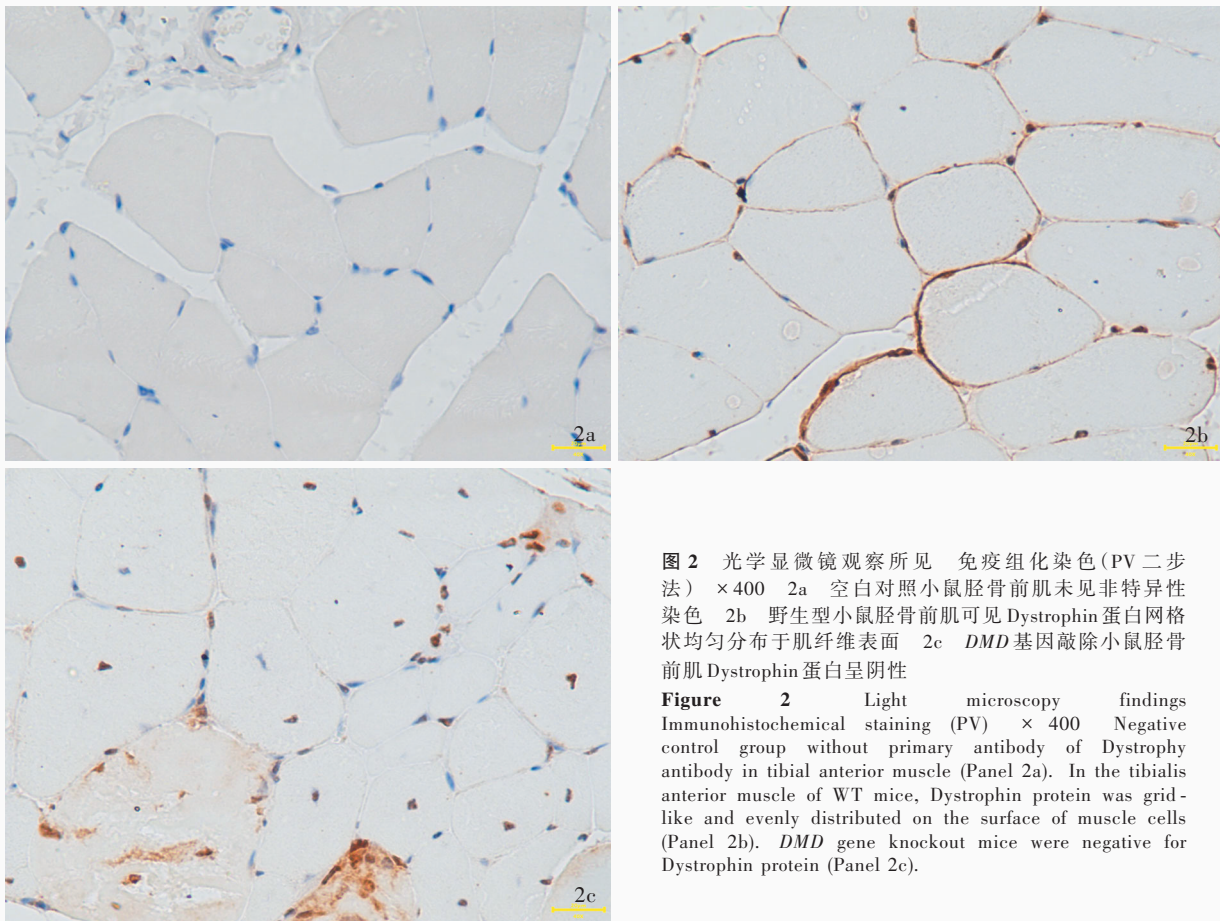 2a
2b
2c
图 2 光学显微镜观察所见 免疫组化染色(PV 二步
法) ×400 2a 空白对照小鼠胫骨前肌未见非特异性
染色 2b 野生型小鼠胫骨前肌可见 Dystrophin 蛋白网格
状均匀分布于肌纤维表面 2c DMD 基因敲除小鼠胫骨
前肌 Dystrophin 蛋白呈阴性
Figure 2 Light microscopy findings
Immunohistochemical staining (PV) × 400 Negative
control group without primary antibody of Dystrophy
antibody in tibial anterior muscle (Panel 2a). In the tibialis
anterior muscle of WT mice, Dystrophin protein was grid-
like and evenly distributed on the surface of muscle cells
(Panel 2b). DMD gene knockout mice were negative for
Dystrophin protein (Panel 2c).